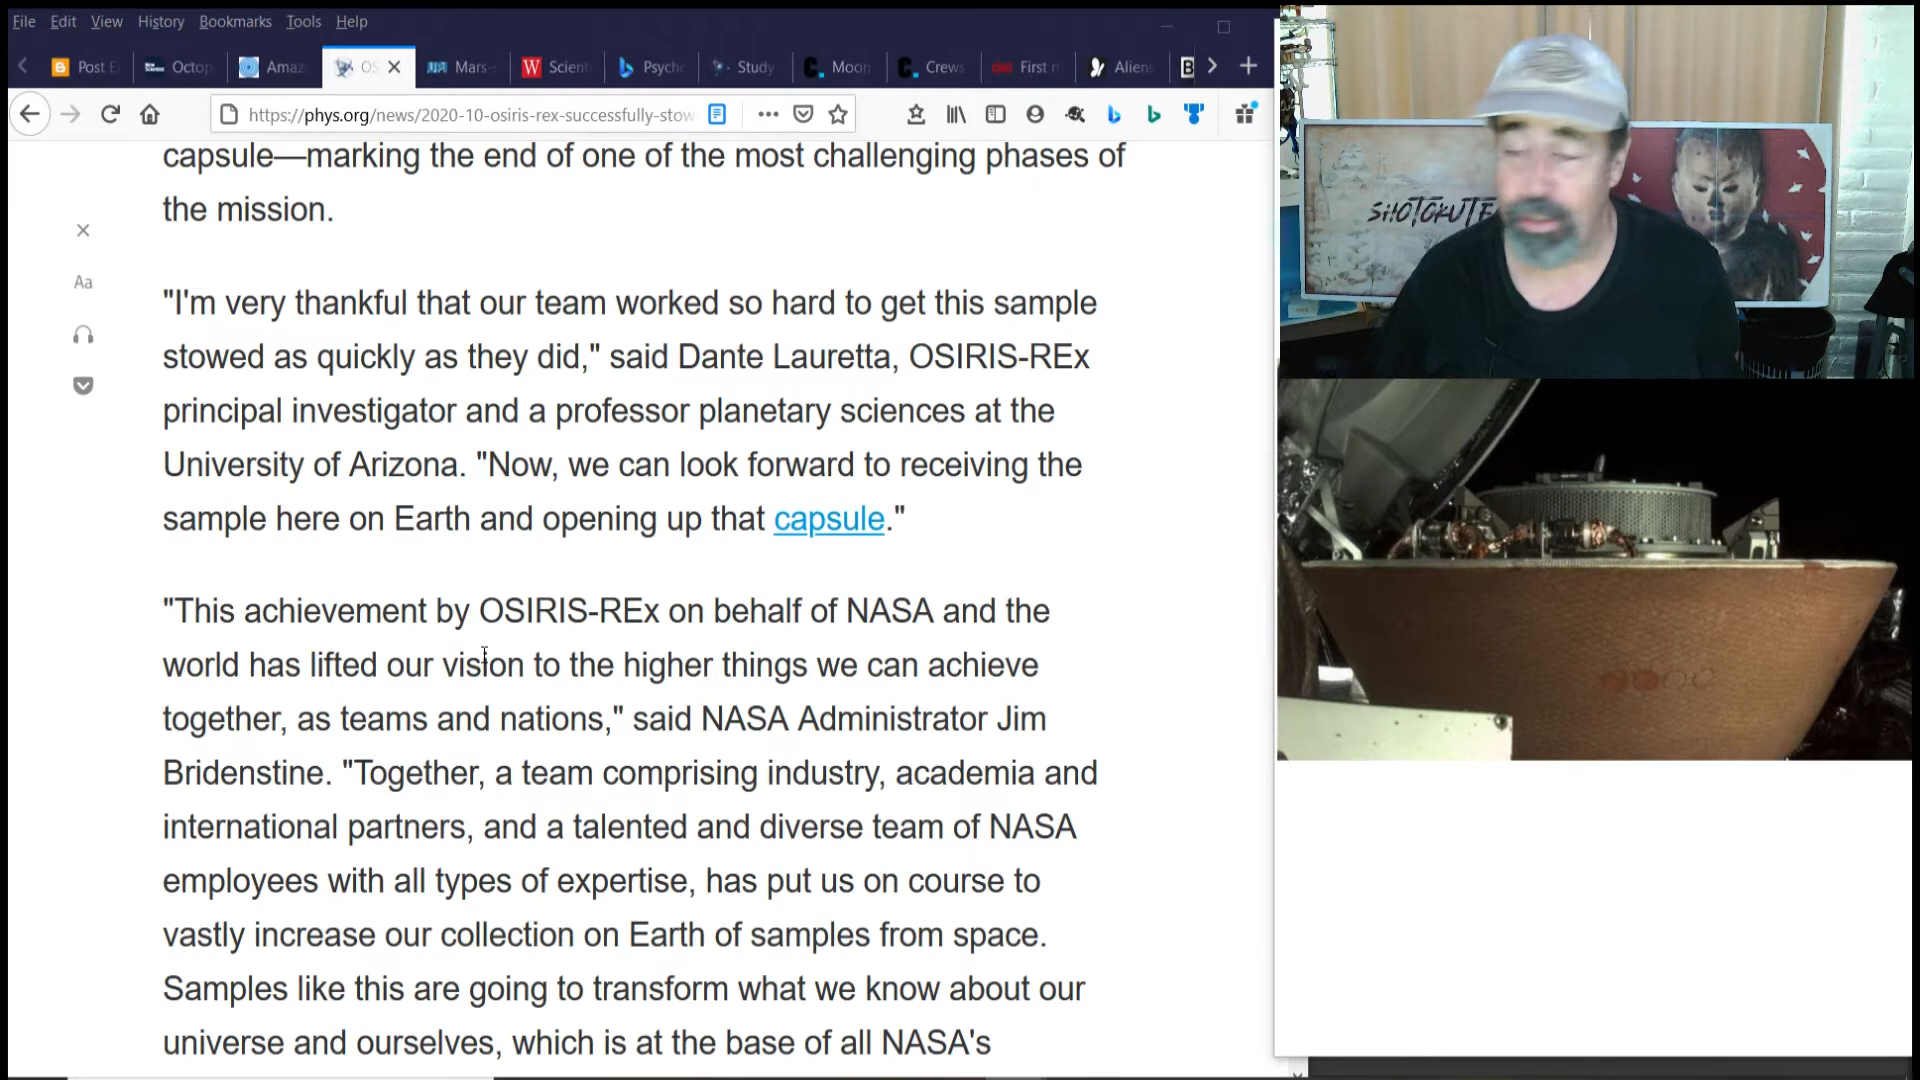 File Edit View History Bookmarks Tools Help
Post E Octop Amaz OS Mars- Scient Psych Study Moon Crews First n Aliens B
https://phys.org/news/2020-10-osiris-rex-successfully-stow
capsule—marking the end of one of the most challenging phases of
the mission.
Aa
"I'm very thankful that our team worked so hard to get this sample
stowed as quickly as they did," said Dante Lauretta, OSIRIS-REx
principal investigator and a professor planetary sciences at the
University of Arizona. "Now, we can look forward to receiving the
sample here on Earth and opening up that capsule."
"This achievement by OSIRIS-REx on behalf of NASA and the
world has lifted our vision to the higher things we can achieve
together, as teams and nations," said NASA Administrator Jim
Bridenstine. "Together, a team comprising industry, academia and
international partners, and a talented and diverse team of NASA
employees with all types of expertise, has put us on course to
vastly increase our collection on Earth of samples from space.
Samples like this are going to transform what we know about our
universe and ourselves, which is at the base of all NASA's
SHOTOKUTE